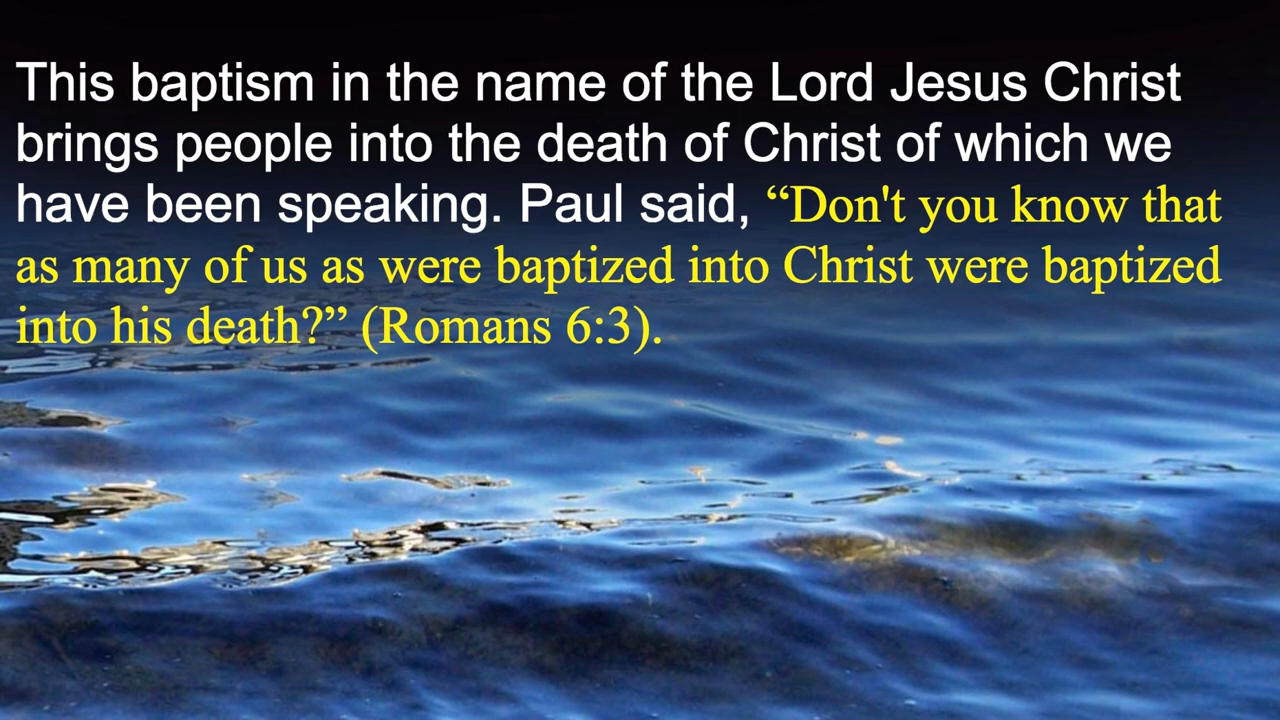 This baptism in the name of the Lord Jesus Christ
brings people into the death of Christ of which we
have been speaking. Paul said, “Don't you know that
as many of us as were baptized into Christ were baptized
into his death?” (Romans 6:3).